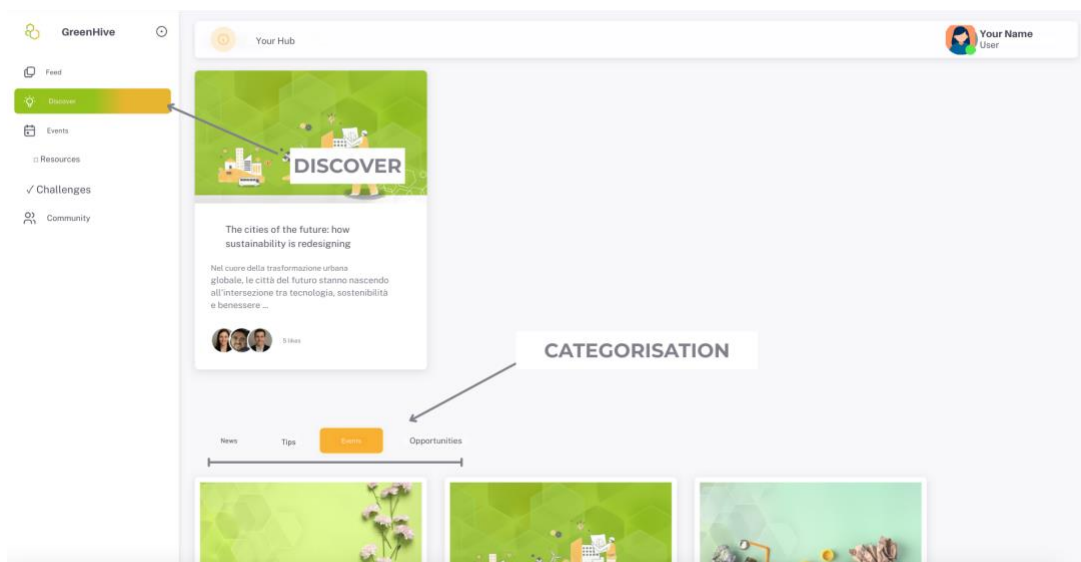 GreenHive
Your Hub
Your Name
User
Feed
Discover
Events
Resources
✓ Challenges
Community
DISCOVER
The cities of the future: how
sustainability is redesigning
Nel cuore della trasformazione urbana
globale, le città del futuro stanno nascendo
all'intersezione tra tecnologia, sostenibilità
e benessere ...
5 likes
CATEGORISATION
News Tips Events Opportunities